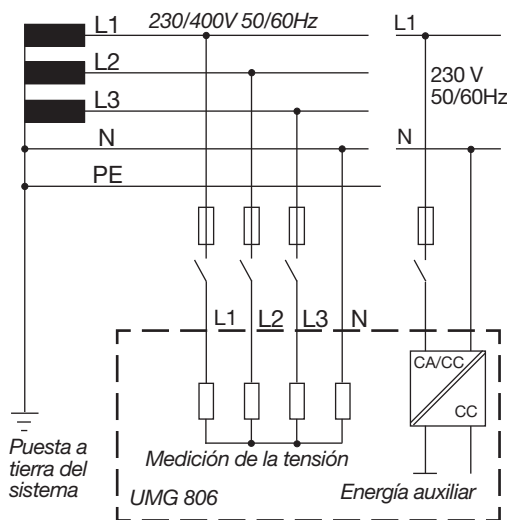 L1 230/400V 50/60Hz
L1
L2
L3
230 V
50/60Hz
N
N
PE
L1 L2 L3 N
CA/CC
CC
Puesta a
tierra del
sistema
Medición de la tensión
UMG 806
Energía auxiliar